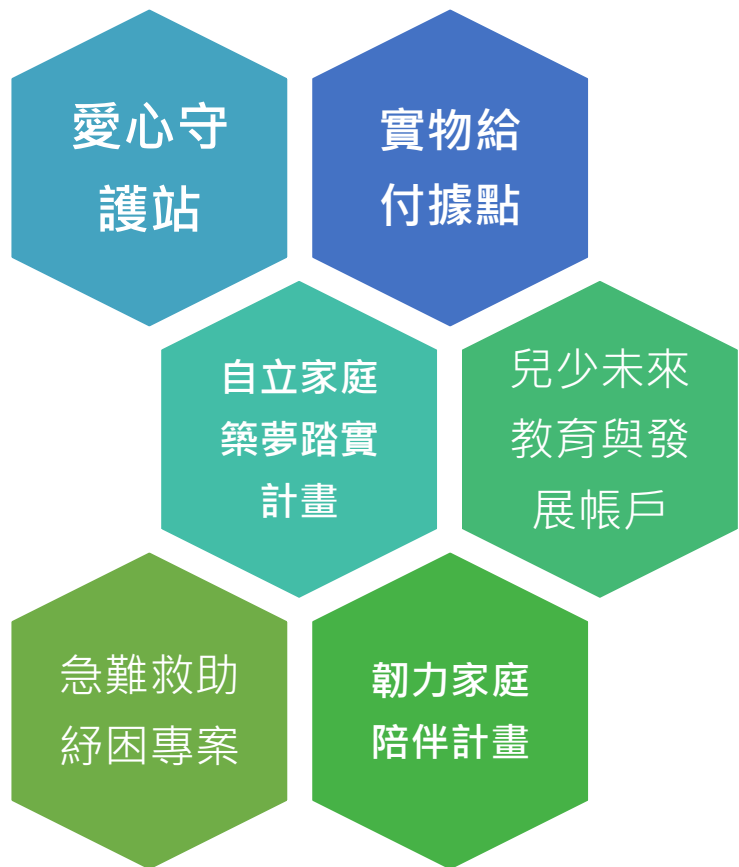 愛心守
護站
實物給
付據點
自立家庭
築夢踏實
計畫
兒少未來
教育與發
展帳戶
急難救助
紓困專案
韌力家庭
陪伴計畫